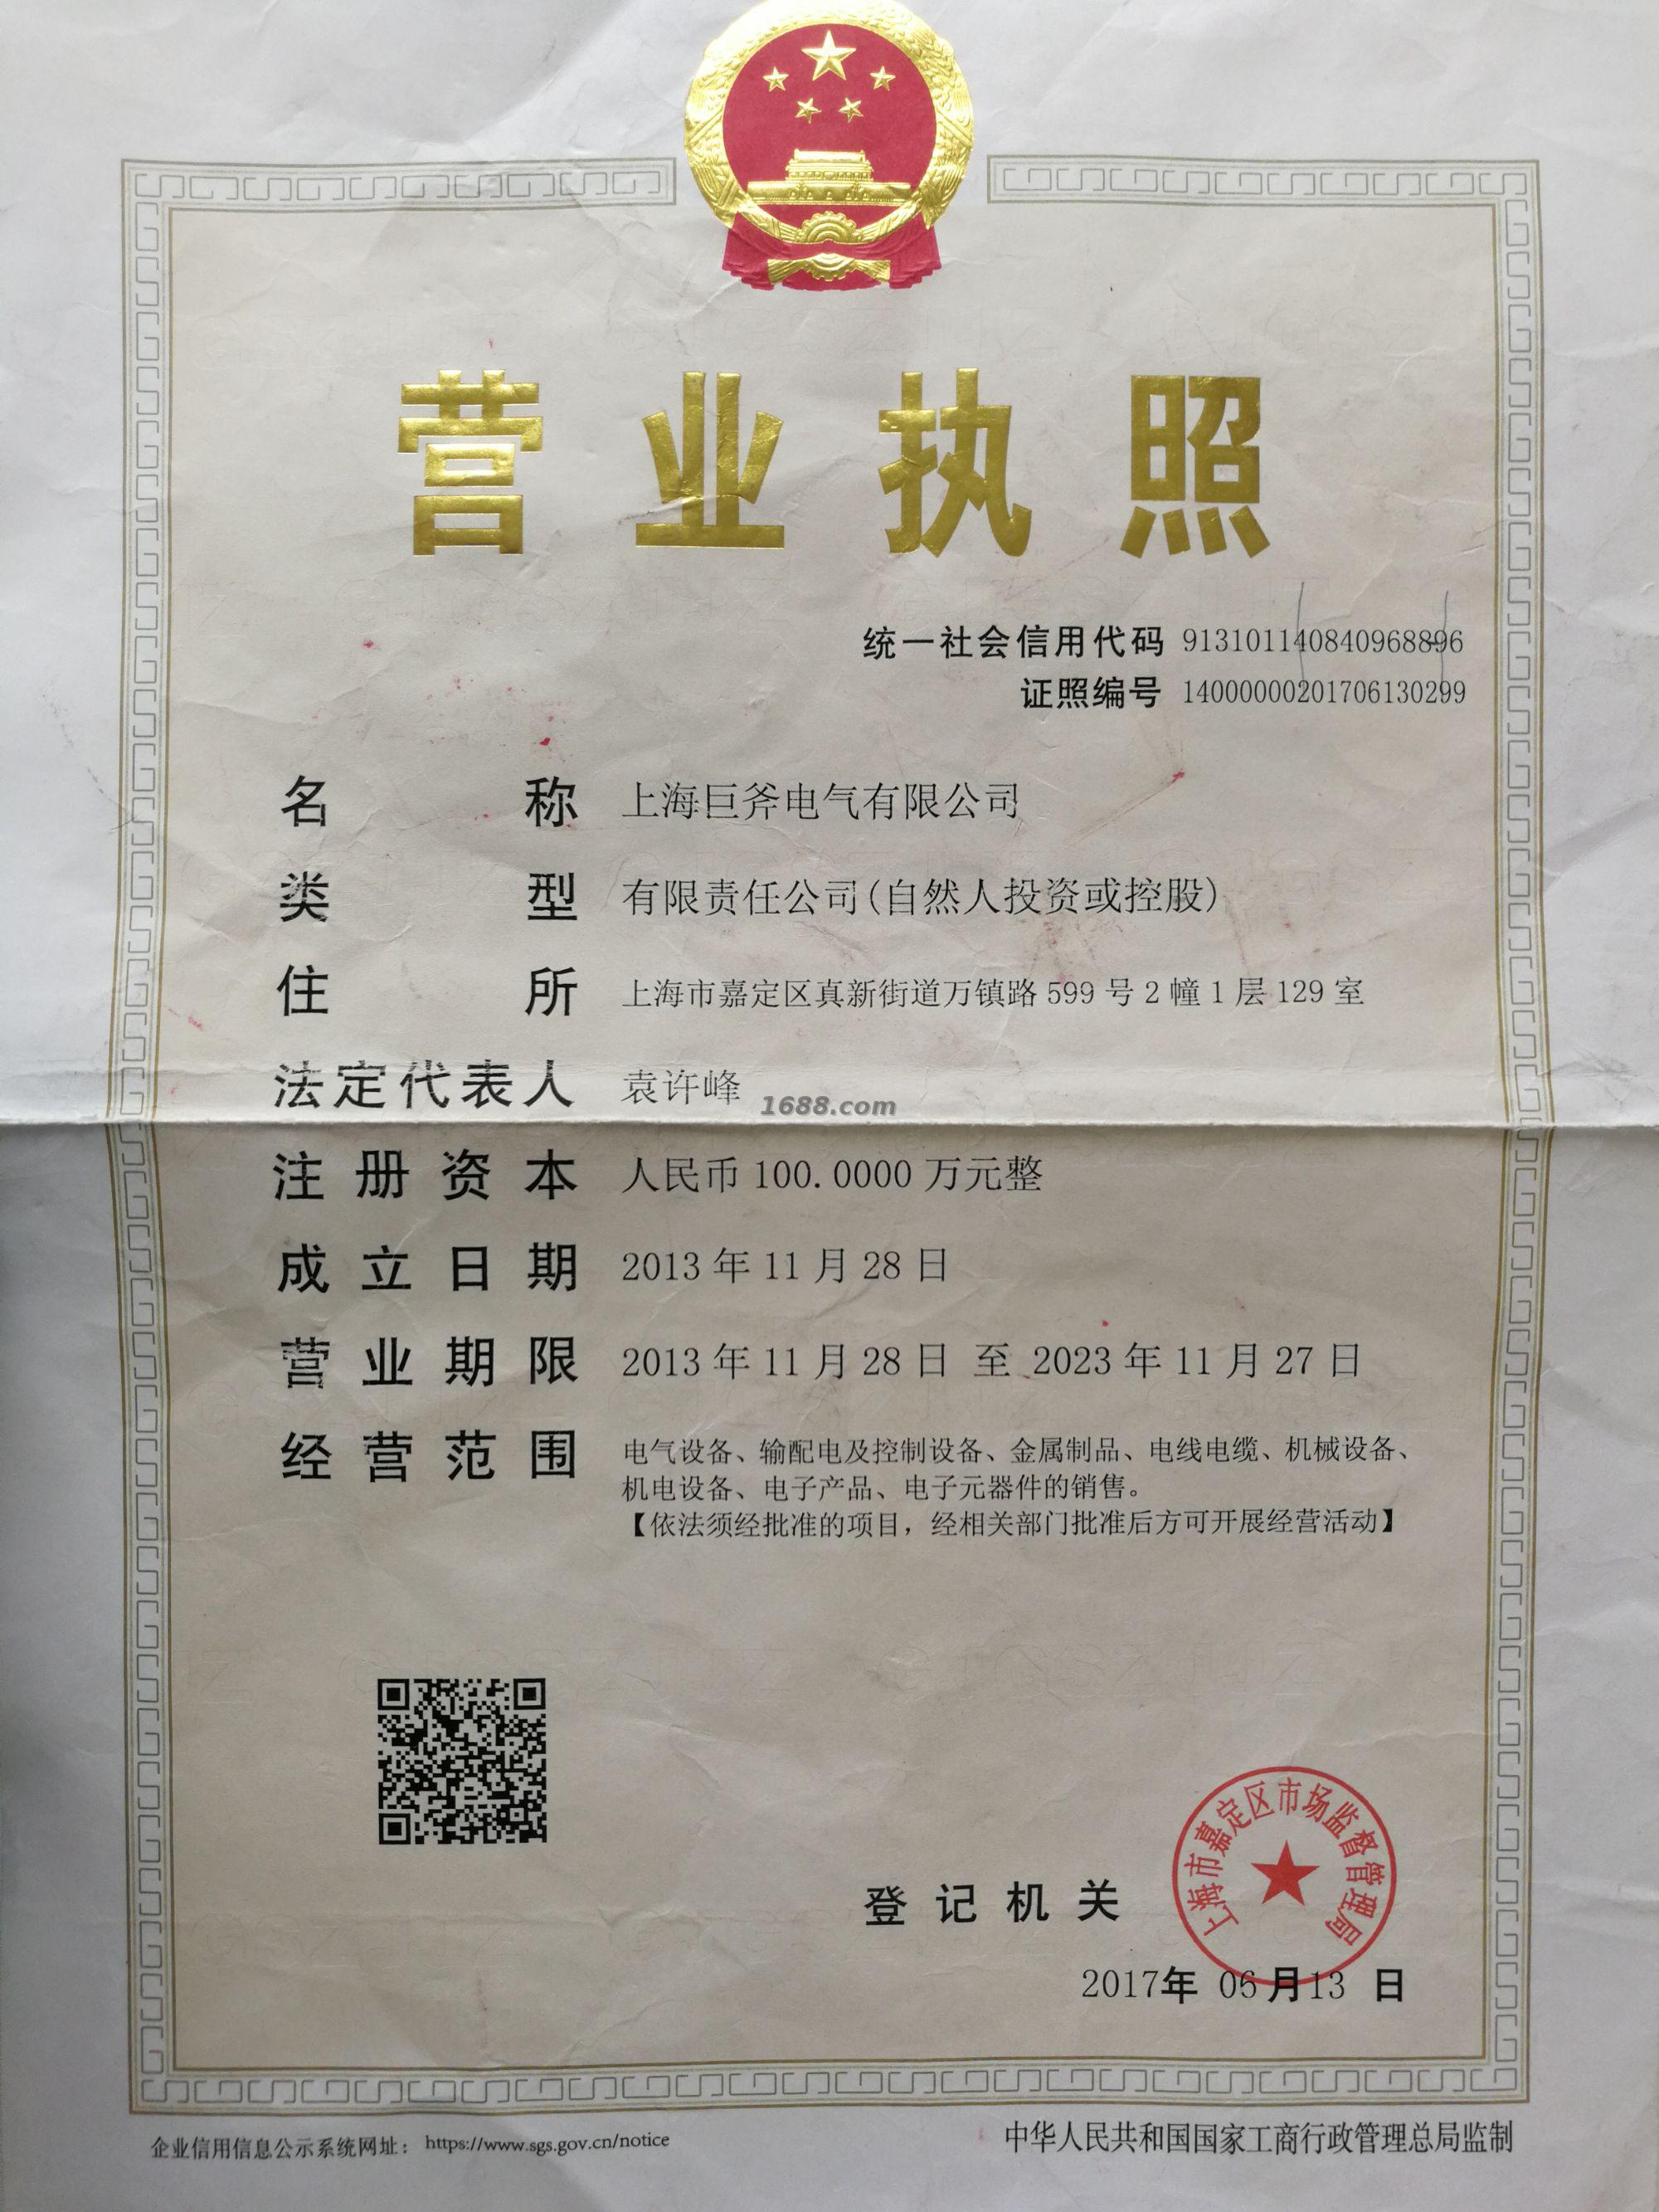 营业执照
统一社会信用代码 913101140840968896
证照编号 14000000201706130299
名称 上海巨斧电气有限公司
类型 有限责任公司(自然人投资或控股)
住所 上海市嘉定区真新街道万镇路599号2幢1层129室
法定代表人 袁许峰
1688.com
注册资本 人民币100.0000万元整
成立日期 2013年11月28日
营业期限 2013年11月28日 至 2023年11月27日
经营范围 电气设备、输配电及控制设备、金属制品、电线电缆、机械设备、
机电设备、电子产品、电子元器件的销售。
【依法须经批准的项目，经相关部门批准后方可开展经营活动】
上海市嘉定区市场监督管理局
登记机关
2017年 06月13日
企业信用信息公示系统网址： https://www.sgs.gov.cn/notice
中华人民共和国国家工商行政管理总局监制